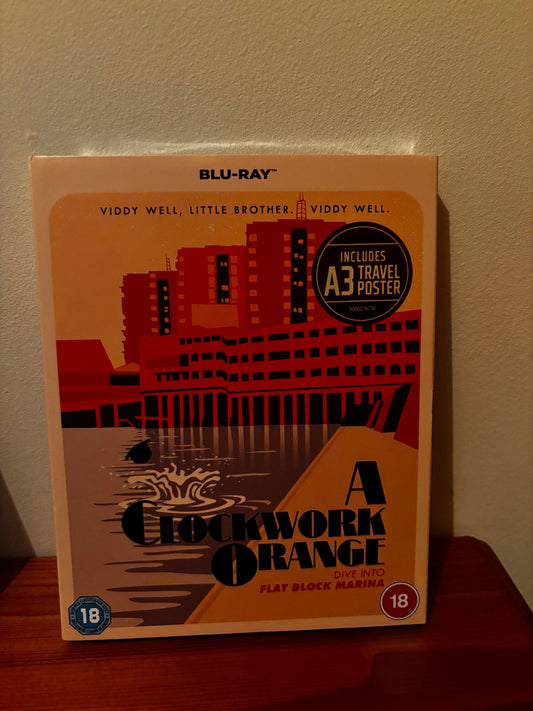 BLU-RAY™
VIDDY WELL, LITTLE BROTHER. VIDDY WELL.
INCLUDES
A3 TRAVEL
POSTER
A
CLOCKWORK
ORANGE
DIVE INTO
FLAT BLOCK MARINA
18
18